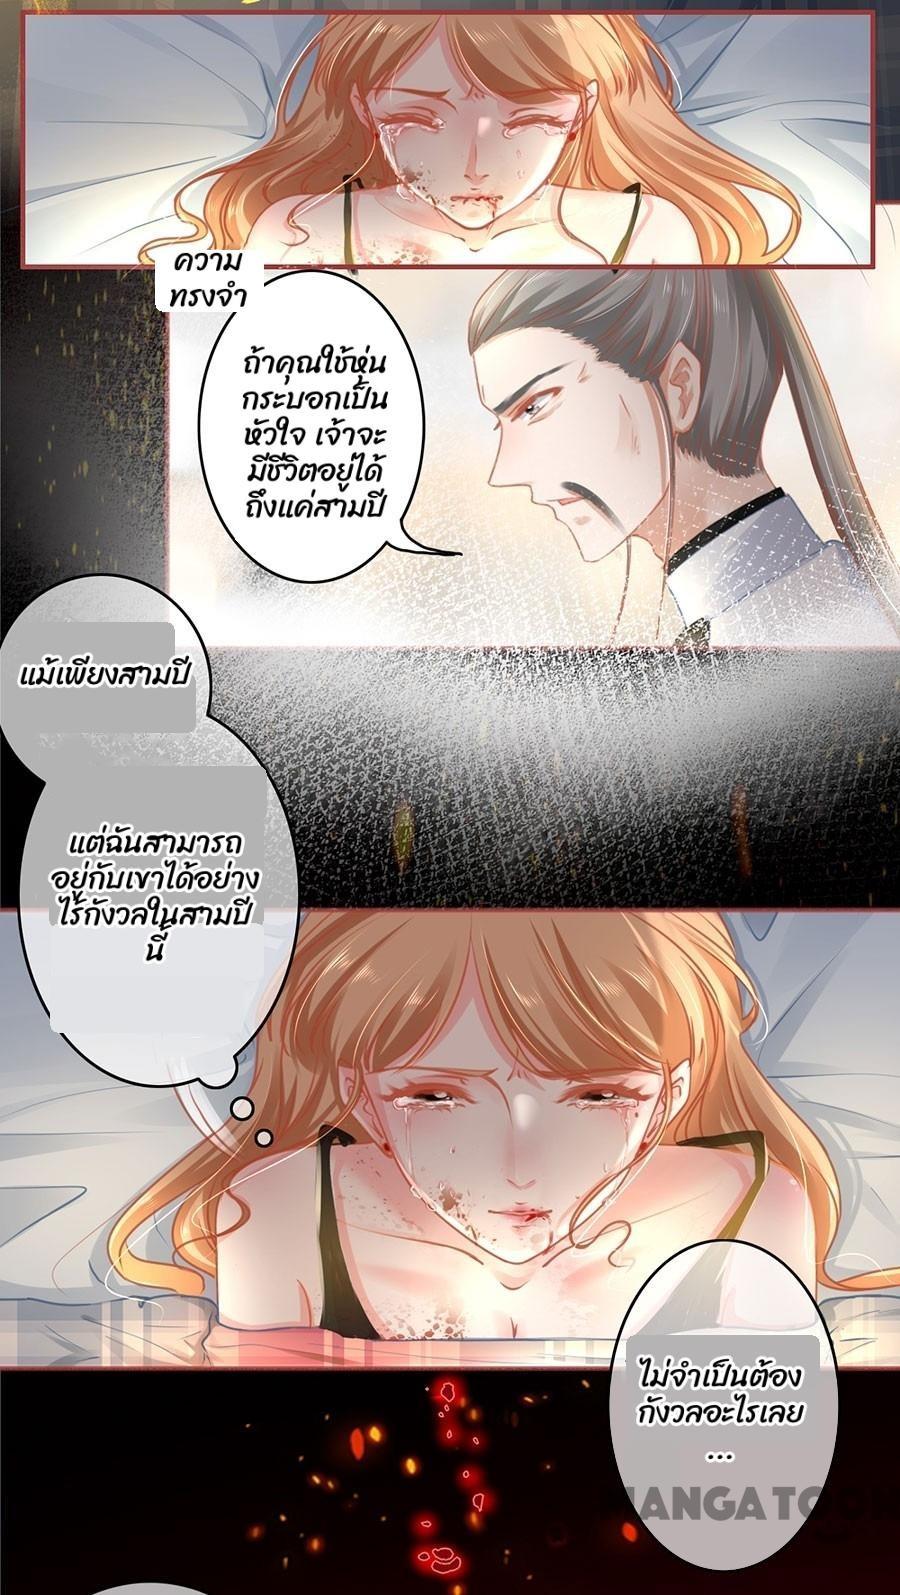 ความ
ทรงจำ
ถ้าคุณใช้หุ่น
กระบอกเป็น
หัวใจ เจ้าจะ
มีชีวิตอยู่ได้
ถึงแค่สามปี
แม้เพียงสามปี
แต่ฉันสามารถ
อยู่กับเขาได้อย่าง
ไร้กังวลในสามปี
นี้
ไม่จำเป็นต้อง
กังวลอะไรเลย
...
MANGATOON